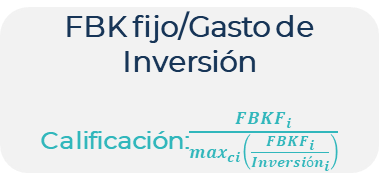 FBK fijo/Gasto de
Inversión
Calificación: FBKF_i / max_ci(FBKF_i / Inversión_i)